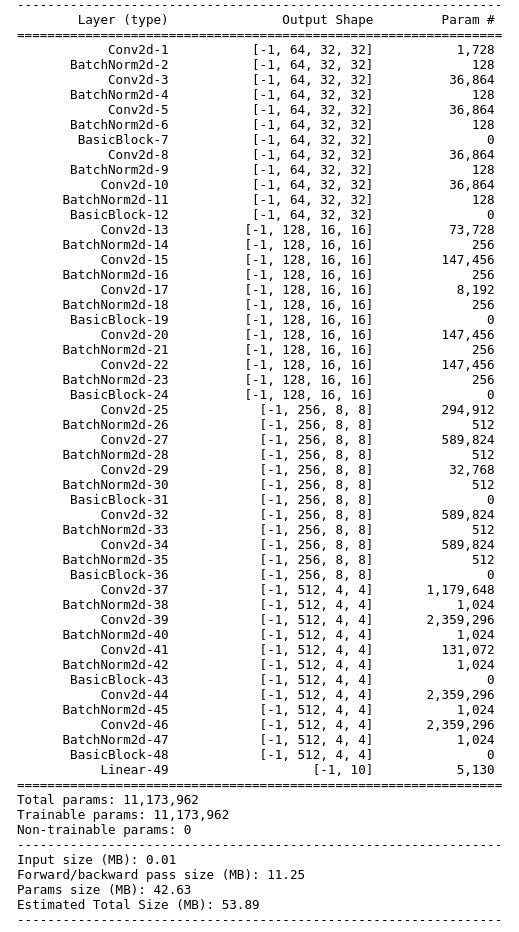 ----------------------------------------------------------------
Layer (type) Output Shape Param #
================================================================
Conv2d-1 [-1, 64, 32, 32] 1,728
BatchNorm2d-2 [-1, 64, 32, 32] 128
Conv2d-3 [-1, 64, 32, 32] 36,864
BatchNorm2d-4 [-1, 64, 32, 32] 128
Conv2d-5 [-1, 64, 32, 32] 36,864
BatchNorm2d-6 [-1, 64, 32, 32] 128
BasicBlock-7 [-1, 64, 32, 32] 0
Conv2d-8 [-1, 64, 32, 32] 36,864
BatchNorm2d-9 [-1, 64, 32, 32] 128
Conv2d-10 [-1, 64, 32, 32] 36,864
BatchNorm2d-11 [-1, 64, 32, 32] 128
BasicBlock-12 [-1, 64, 32, 32] 0
Conv2d-13 [-1, 128, 16, 16] 73,728
BatchNorm2d-14 [-1, 128, 16, 16] 256
Conv2d-15 [-1, 128, 16, 16] 147,456
BatchNorm2d-16 [-1, 128, 16, 16] 256
Conv2d-17 [-1, 128, 16, 16] 8,192
BatchNorm2d-18 [-1, 128, 16, 16] 256
BasicBlock-19 [-1, 128, 16, 16] 0
Conv2d-20 [-1, 128, 16, 16] 147,456
BatchNorm2d-21 [-1, 128, 16, 16] 256
Conv2d-22 [-1, 128, 16, 16] 147,456
BatchNorm2d-23 [-1, 128, 16, 16] 256
BasicBlock-24 [-1, 128, 16, 16] 0
Conv2d-25 [-1, 256, 8, 8] 294,912
BatchNorm2d-26 [-1, 256, 8, 8] 512
Conv2d-27 [-1, 256, 8, 8] 589,824
BatchNorm2d-28 [-1, 256, 8, 8] 512
Conv2d-29 [-1, 256, 8, 8] 32,768
BatchNorm2d-30 [-1, 256, 8, 8] 512
BasicBlock-31 [-1, 256, 8, 8] 0
Conv2d-32 [-1, 256, 8, 8] 589,824
BatchNorm2d-33 [-1, 256, 8, 8] 512
Conv2d-34 [-1, 256, 8, 8] 589,824
BatchNorm2d-35 [-1, 256, 8, 8] 512
BasicBlock-36 [-1, 256, 8, 8] 0
Conv2d-37 [-1, 512, 4, 4] 1,179,648
BatchNorm2d-38 [-1, 512, 4, 4] 1,024
Conv2d-39 [-1, 512, 4, 4] 2,359,296
BatchNorm2d-40 [-1, 512, 4, 4] 1,024
Conv2d-41 [-1, 512, 4, 4] 131,072
BatchNorm2d-42 [-1, 512, 4, 4] 1,024
BasicBlock-43 [-1, 512, 4, 4] 0
Conv2d-44 [-1, 512, 4, 4] 2,359,296
BatchNorm2d-45 [-1, 512, 4, 4] 1,024
Conv2d-46 [-1, 512, 4, 4] 2,359,296
BatchNorm2d-47 [-1, 512, 4, 4] 1,024
BasicBlock-48 [-1, 512, 4, 4] 0
Linear-49 [-1, 10] 5,130
================================================================
Total params: 11,173,962
Trainable params: 11,173,962
Non-trainable params: 0
----------------------------------------------------------------
Input size (MB): 0.01
Forward/backward pass size (MB): 11.25
Params size (MB): 42.63
Estimated Total Size (MB): 53.89
----------------------------------------------------------------